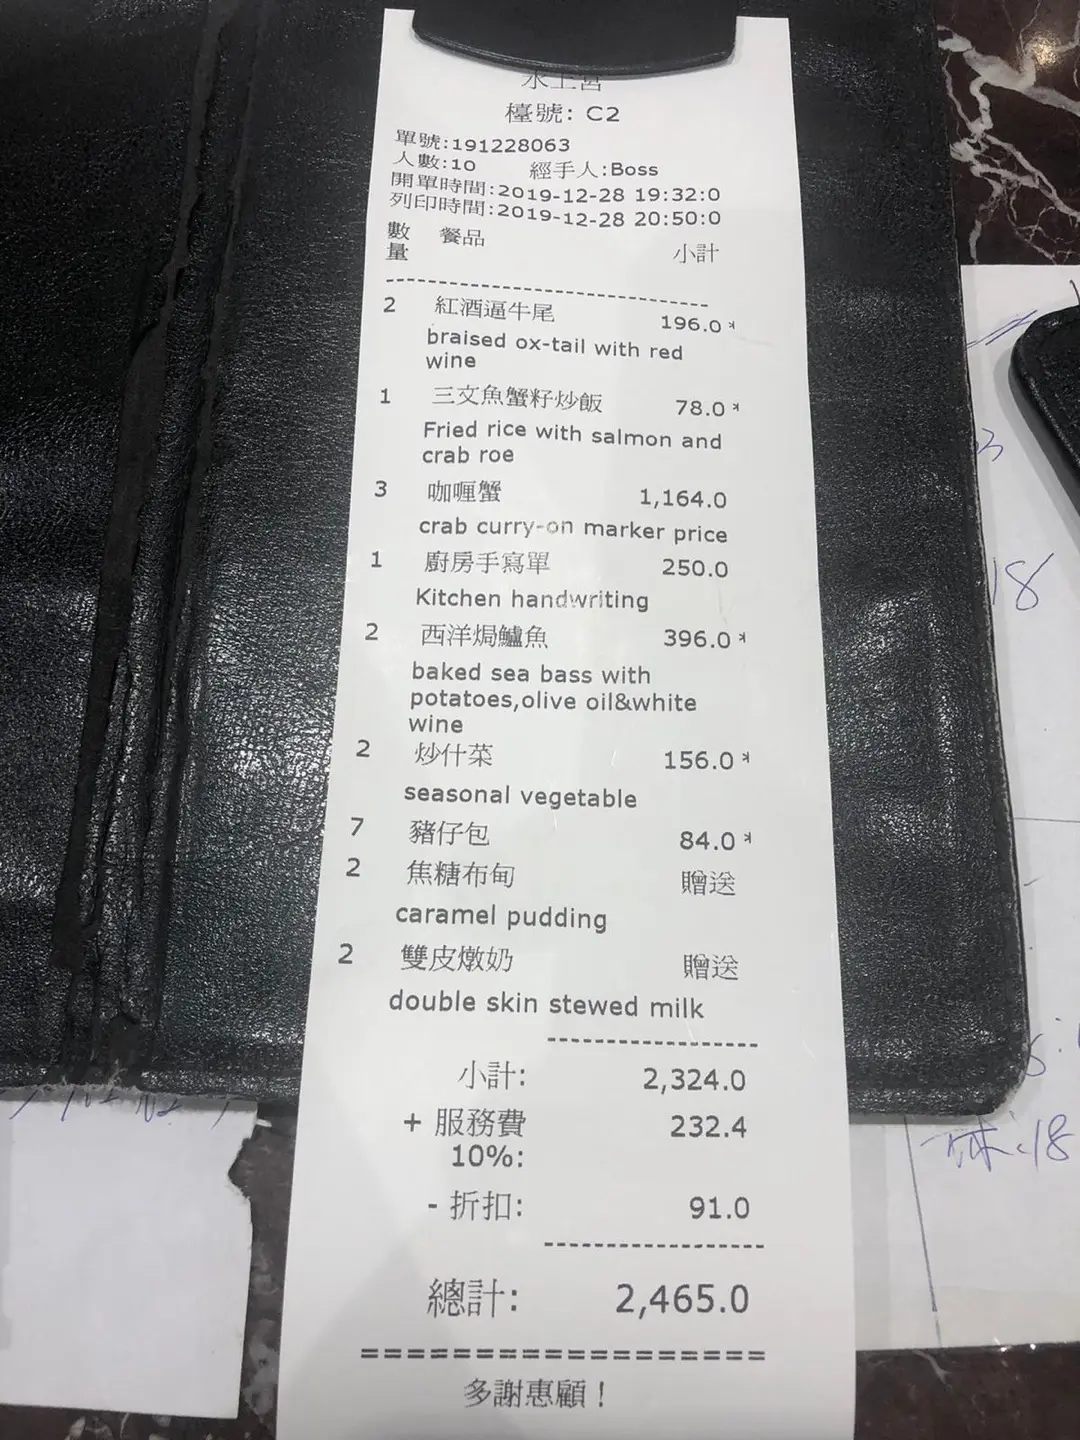 水上宮
檯號: C2
單號:191228063
人數:10 經手人:Boss
開單時間:2019-12-28 19:32:0
列印時間:2019-12-28 20:50:0
數量 餐品 小計
2 紅酒逼牛尾 196.0*
braised ox-tail with red
wine
1 三文魚蟹籽炒飯 78.0*
Fried rice with salmon and
crab roe
3 咖喱蟹 1,164.0
crab curry-on marker price
1 廚房手寫單 250.0
Kitchen handwriting
2 西洋焗鱸魚 396.0*
baked sea bass with
potatoes,olive oil&white
wine
2 炒什菜 156.0*
seasonal vegetable
7 豬仔包 84.0*
2 焦糖布甸 贈送
caramel pudding
2 雙皮燉奶 贈送
double skin stewed milk
小計: 2,324.0
+ 服務費 232.4
10%:
- 折扣: 91.0
總計: 2,465.0
多謝惠顧！
18
18